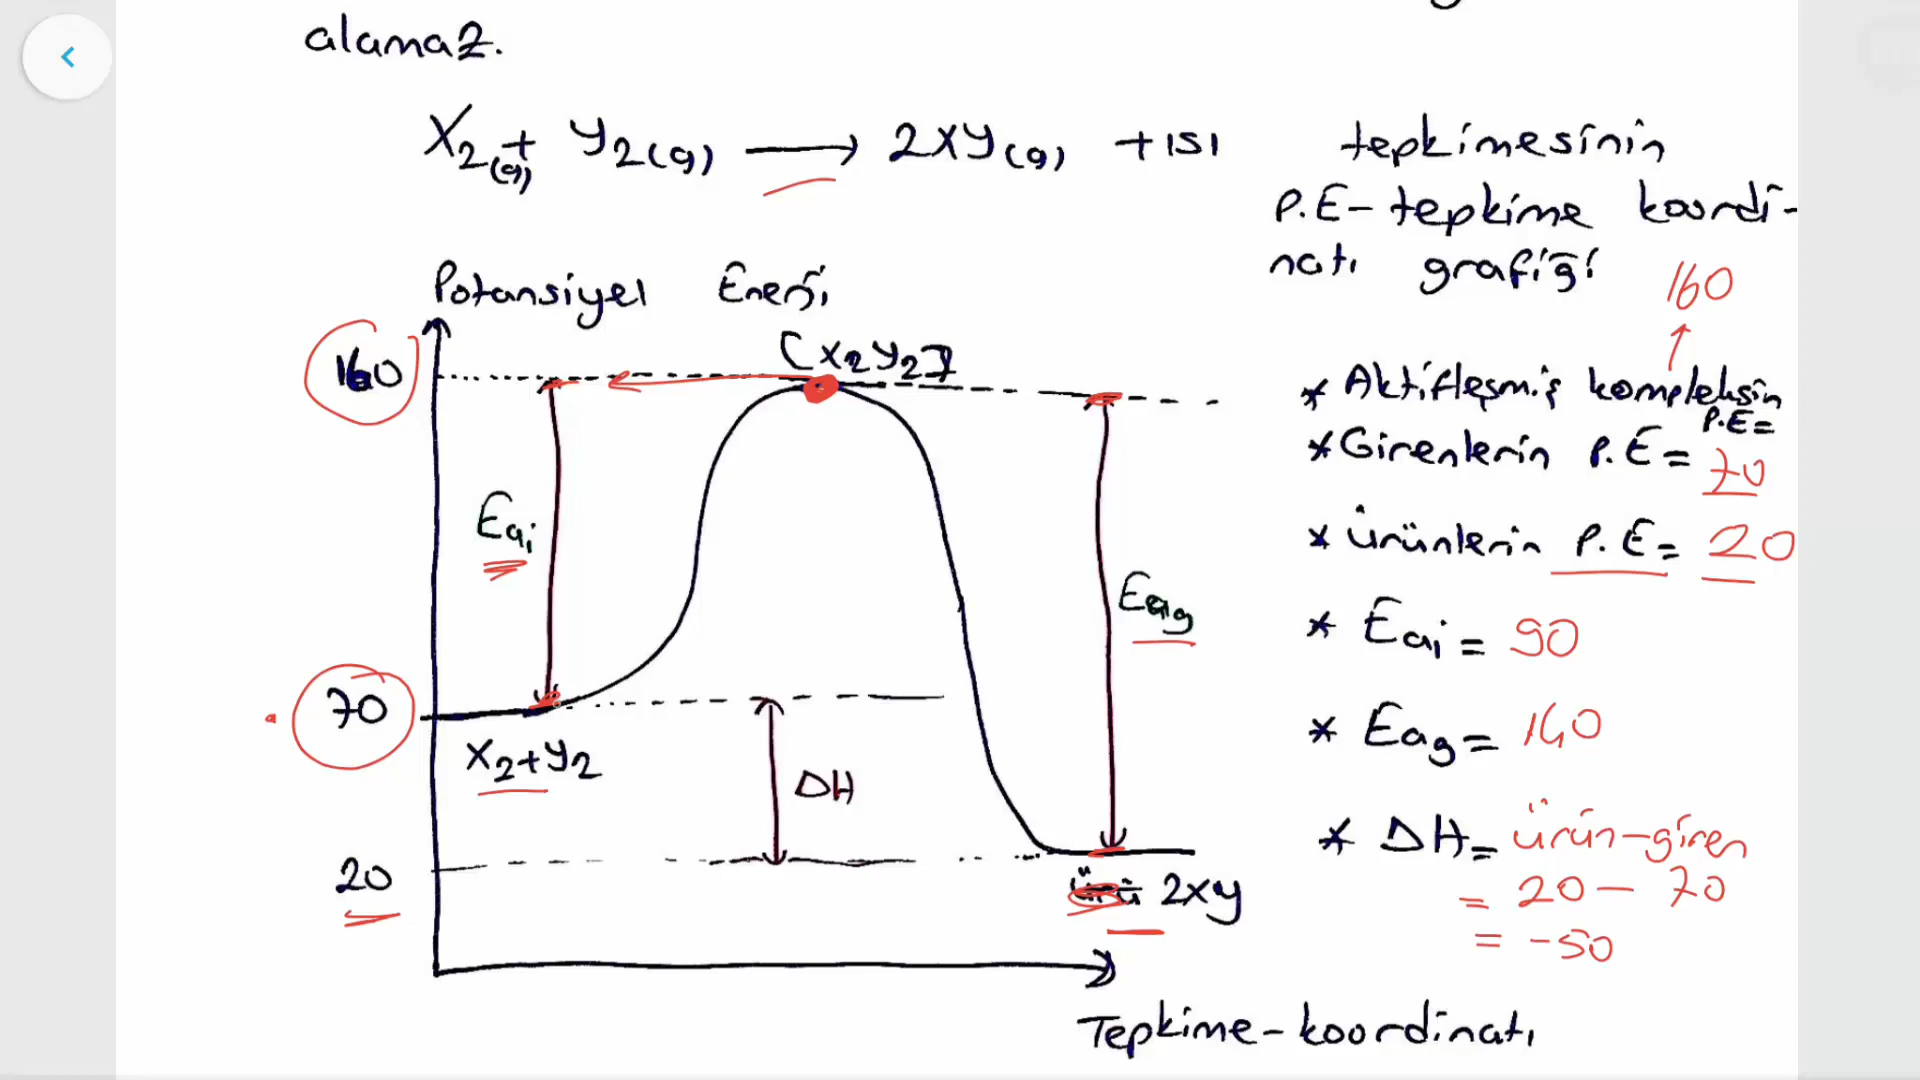 alamaz.
X2(g) + Y2(g) → 2XY(g) + ısı
tepkimesinin
P.E- tepkime koordi-
natı grafiği
Potansiyel Enerji
160
[X2Y2]
160
* Aktifleşmiş kompleksin
P.E=
* Girenlerin P.E= 70
* Ürünlerin P.E= 20
Eai
Eag
* Eai = 90
70
X2+Y2
* Eag= 140
ΔH
* ΔH= Ürün-giren
= 20 - 70
= -50
20
2XY
Tepkime-koordinatı